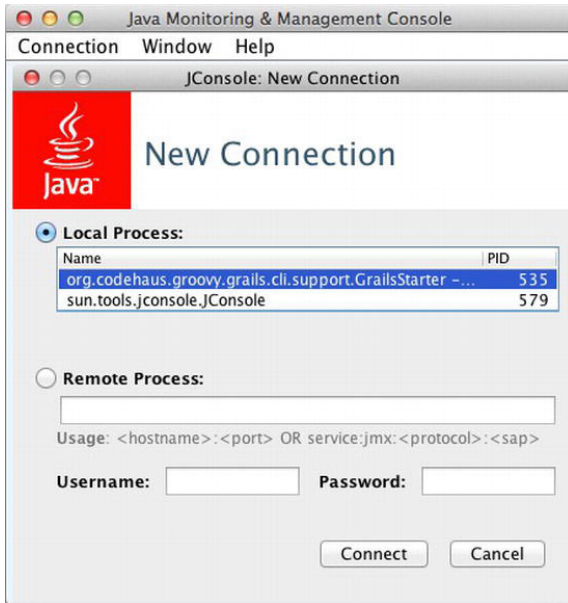 Java Monitoring & Management Console
Connection Window Help
JConsole: New Connection
Java™
New Connection
Local Process:
Name PID
org.codehaus.groovy.grails.cli.support.GrailsStarter –... 535
sun.tools.jconsole.JConsole 579
Remote Process:
Usage: <hostname>:<port> OR service:jmx:<protocol>:<sap>
Username: Password:
Connect Cancel